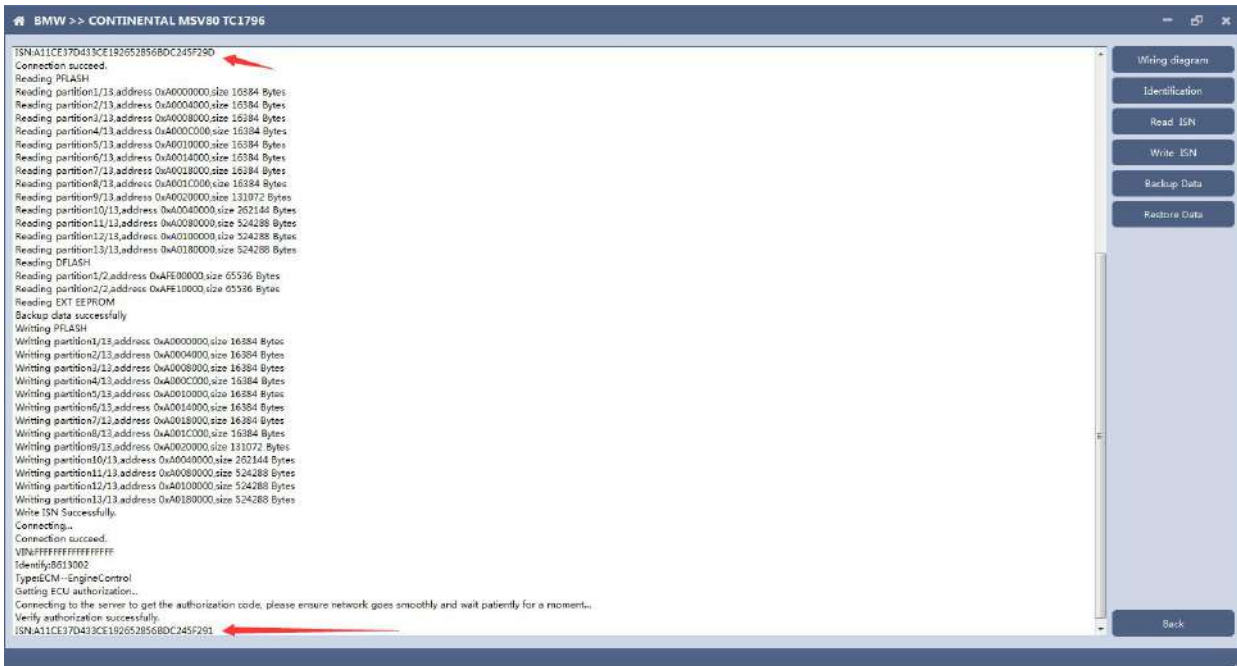 BMW >> CONTINENTAL MSV80 TC1796
ISN:A11CE37D433CE192652856BDC245F29D
Connection succeed.
Reading PFLASH
Reading partition1/13,address 0xA0000000,size 16384 Bytes
Reading partition2/13,address 0xA0004000,size 16384 Bytes
Reading partition3/13,address 0xA0008000,size 16384 Bytes
Reading partition4/13,address 0xA000C000,size 16384 Bytes
Reading partition5/13,address 0xA0010000,size 16384 Bytes
Reading partition6/13,address 0xA0014000,size 16384 Bytes
Reading partition7/13,address 0xA0018000,size 16384 Bytes
Reading partition8/13,address 0xA001C000,size 16384 Bytes
Reading partition9/13,address 0xA0020000,size 131072 Bytes
Reading partition10/13,address 0xA0040000,size 262144 Bytes
Reading partition11/13,address 0xA0080000,size 524288 Bytes
Reading partition12/13,address 0xA0100000,size 524288 Bytes
Reading partition13/13,address 0xA0180000,size 524288 Bytes
Reading DFLASH
Reading partition1/2,address 0xAFE00000,size 65536 Bytes
Reading partition2/2,address 0xAFE10000,size 65536 Bytes
Reading EXT EEPROM
Backup data successfully
Writting PFLASH
Writting partition1/13,address 0xA0000000,size 16384 Bytes
Writting partition2/13,address 0xA0004000,size 16384 Bytes
Writting partition3/13,address 0xA0008000,size 16384 Bytes
Writting partition4/13,address 0xA000C000,size 16384 Bytes
Writting partition5/13,address 0xA0010000,size 16384 Bytes
Writting partition6/13,address 0xA0014000,size 16384 Bytes
Writting partition7/13,address 0xA0018000,size 16384 Bytes
Writting partition8/13,address 0xA001C000,size 16384 Bytes
Writting partition9/13,address 0xA0020000,size 131072 Bytes
Writting partition10/13,address 0xA0040000,size 262144 Bytes
Writting partition11/13,address 0xA0080000,size 524288 Bytes
Writting partition12/13,address 0xA0100000,size 524288 Bytes
Writting partition13/13,address 0xA0180000,size 524288 Bytes
Write ISN Successfully.
Connecting...
Connection succeed.
VIN:FFFFFFFFFFFFFFFFF
Identify:8613002
Type:ECM--EngineControl
Getting ECU authorization...
Connecting to the server to get the authorization code, please ensure network goes smoothly and wait patiently for a moment...
Verify authorization successfully.
ISN:A11CE37D433CE192652856BDC245F291
Wiring diagram
Identification
Read ISN
Write ISN
Backup Data
Restore Data
Back